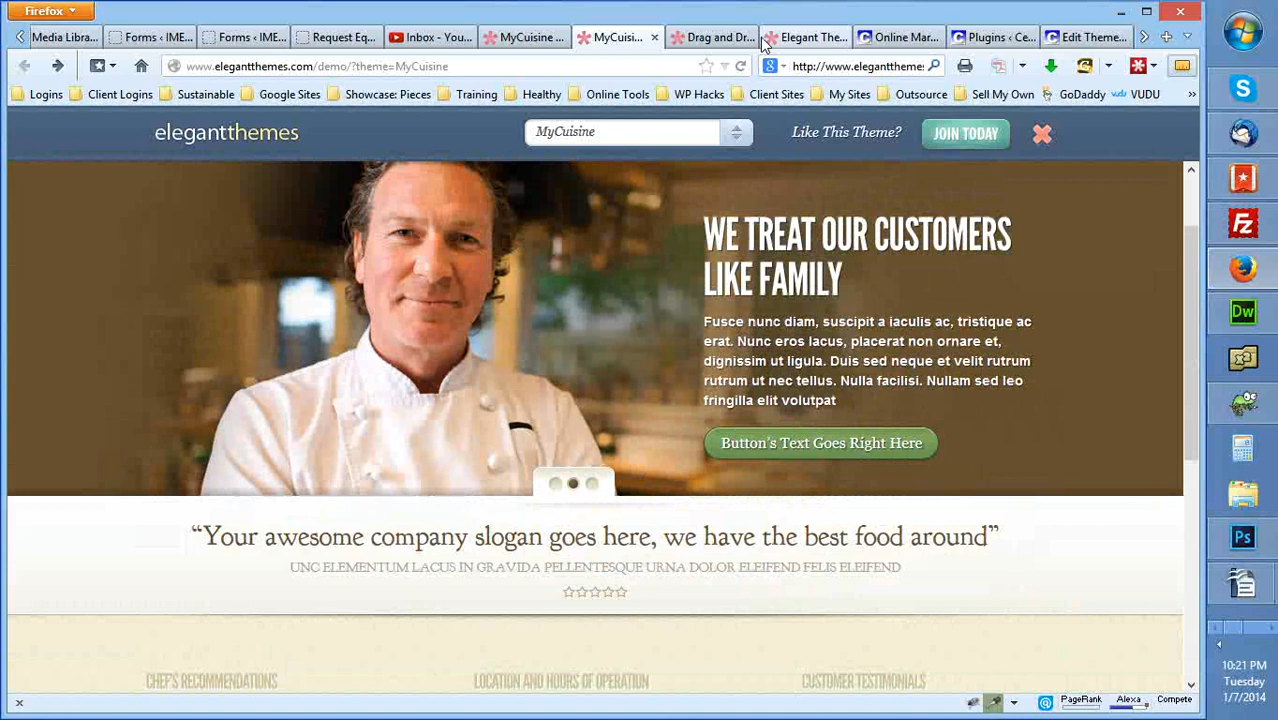 Firefox
Media Libra...
Forms ‹ IME...
Forms ‹ IME...
Request Eq...
Inbox - You...
MyCuisine ...
MyCuisi...
Drag and Dr...
Elegant The...
Online Mar...
Plugins ‹ Ce...
Edit Theme...
www.elegantthemes.com/demo/?theme=MyCuisine
http://www.elegantthemes
Logins
Client Logins
Sustainable
Google Sites
Showcase: Pieces
Training
Healthy
Online Tools
WP Hacks
Client Sites
My Sites
Outsource
Sell My Own
GoDaddy
vudu VUDU
elegantthemes
MyCuisine
Like This Theme?
JOIN TODAY
WE TREAT OUR CUSTOMERS
LIKE FAMILY
Fusce nunc diam, suscipit a iaculis ac, tristique ac
erat. Nunc eros lacus, placerat non ornare et,
dignissim ut ligula. Duis sed neque et velit rutrum
rutrum ut nec tellus. Nulla facilisi. Nullam sed leo
fringilla elit volutpat
Button's Text Goes Right Here
“Your awesome company slogan goes here, we have the best food around”
UNC ELEMENTUM LACUS IN GRAVIDA PELLENTESQUE URNA DOLOR ELEIFEND FELIS ELEIFEND
CHEF'S RECOMMENDATIONS
LOCATION AND HOURS OF OPERATION
CUSTOMER TESTIMONIALS
PageRank
Alexa
Compete
Dw
Ps
10:21 PM
Tuesday
1/7/2014